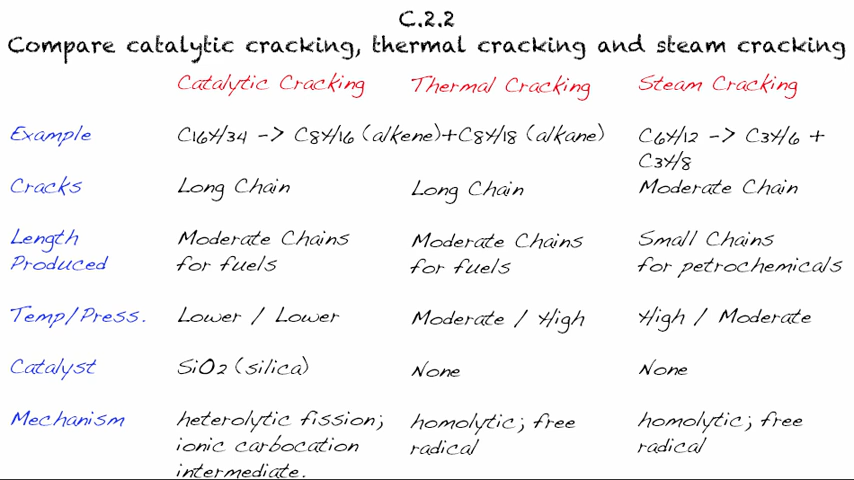 C.2.2
Compare catalytic cracking, thermal cracking and steam cracking
Catalytic Cracking Thermal Cracking Steam Cracking
Example C16H34 -> C8H16 (alkene)+C8H18 (alkane) C6H12 -> C3H6 +
C3H8
Cracks Long Chain Long Chain Moderate Chain
Length Moderate Chains Moderate Chains Small Chains
Produced for fuels for fuels for petrochemicals
Temp/Press. Lower / Lower Moderate / High High / Moderate
Catalyst SiO2 (silica) None None
Mechanism heterolytic fission; homolytic; free homolytic; free
ionic carbocation radical radical
intermediate.